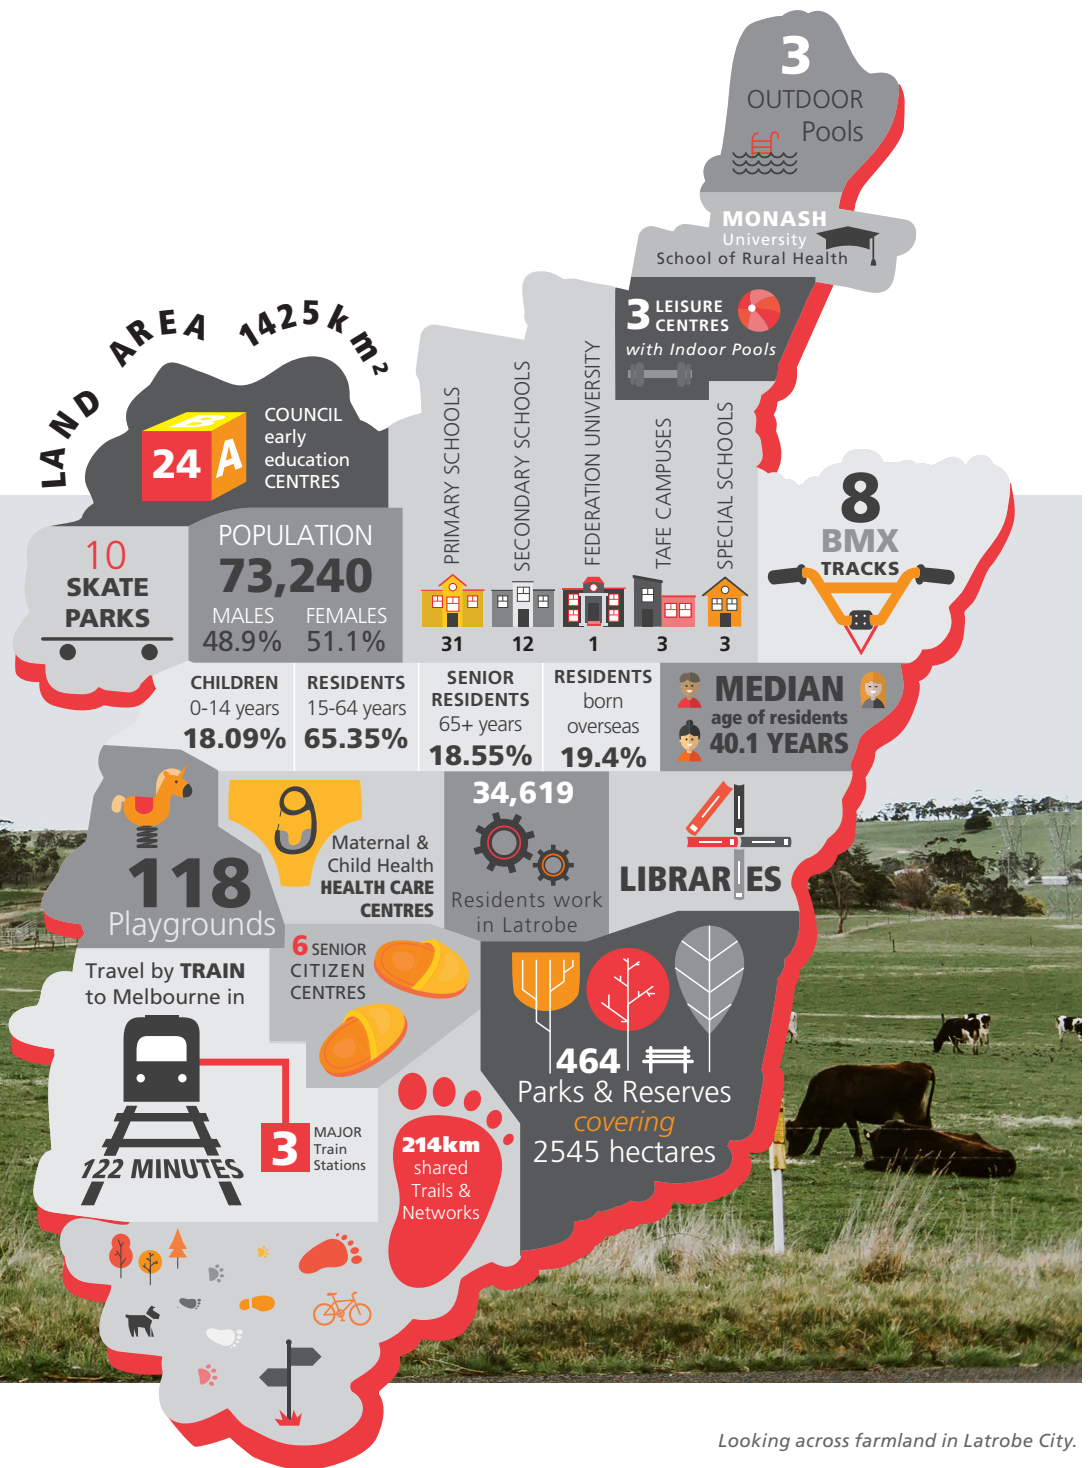 3
OUTDOOR
Pools
MONASH
University
School of Rural Health
3 LEISURE
CENTRES
with Indoor Pools
LAND AREA 1425km²
24 B A
COUNCIL
early
education
CENTRES
PRIMARY SCHOOLS
31
SECONDARY SCHOOLS
12
FEDERATION UNIVERSITY
1
TAFE CAMPUSES
3
SPECIAL SCHOOLS
3
8
BMX
TRACKS
10
SKATE
PARKS
POPULATION
73,240
MALES FEMALES
48.9% 51.1%
CHILDREN
0-14 years
18.09%
RESIDENTS
15-64 years
65.35%
SENIOR
RESIDENTS
65+ years
18.55%
RESIDENTS
born
overseas
19.4%
MEDIAN
age of residents
40.1 YEARS
118
Playgrounds
Maternal &
Child Health
HEALTH CARE
CENTRES
34,619
Residents work
in Latrobe
4
LIBRARIES
Travel by TRAIN
to Melbourne in
122 MINUTES
3 MAJOR
Train
Stations
6 SENIOR
CITIZEN
CENTRES
464
Parks & Reserves
covering
2545 hectares
214km
shared
Trails &
Networks
Looking across farmland in Latrobe City.